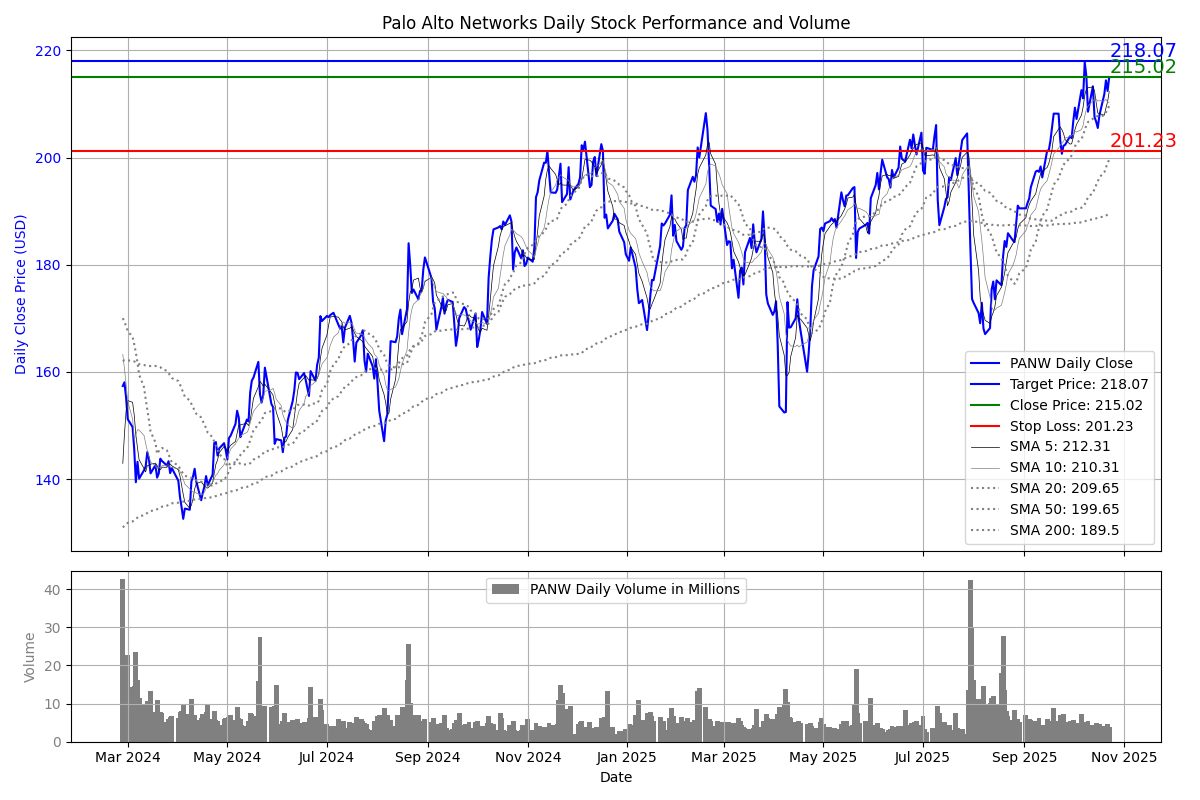 Palo Alto Networks Daily Stock Performance and Volume
220
200
180
160
140
Daily Close Price (USD)
218.07
215.02
201.23
PANW Daily Close
Target Price: 218.07
Close Price: 215.02
Stop Loss: 201.23
SMA 5: 212.31
SMA 10: 210.31
SMA 20: 209.65
SMA 50: 199.65
SMA 200: 189.5
40
30
20
10
0
Volume
PANW Daily Volume in Millions
Mar 2024 May 2024 Jul 2024 Sep 2024 Nov 2024 Jan 2025 Mar 2025 May 2025 Jul 2025 Sep 2025 Nov 2025
Date